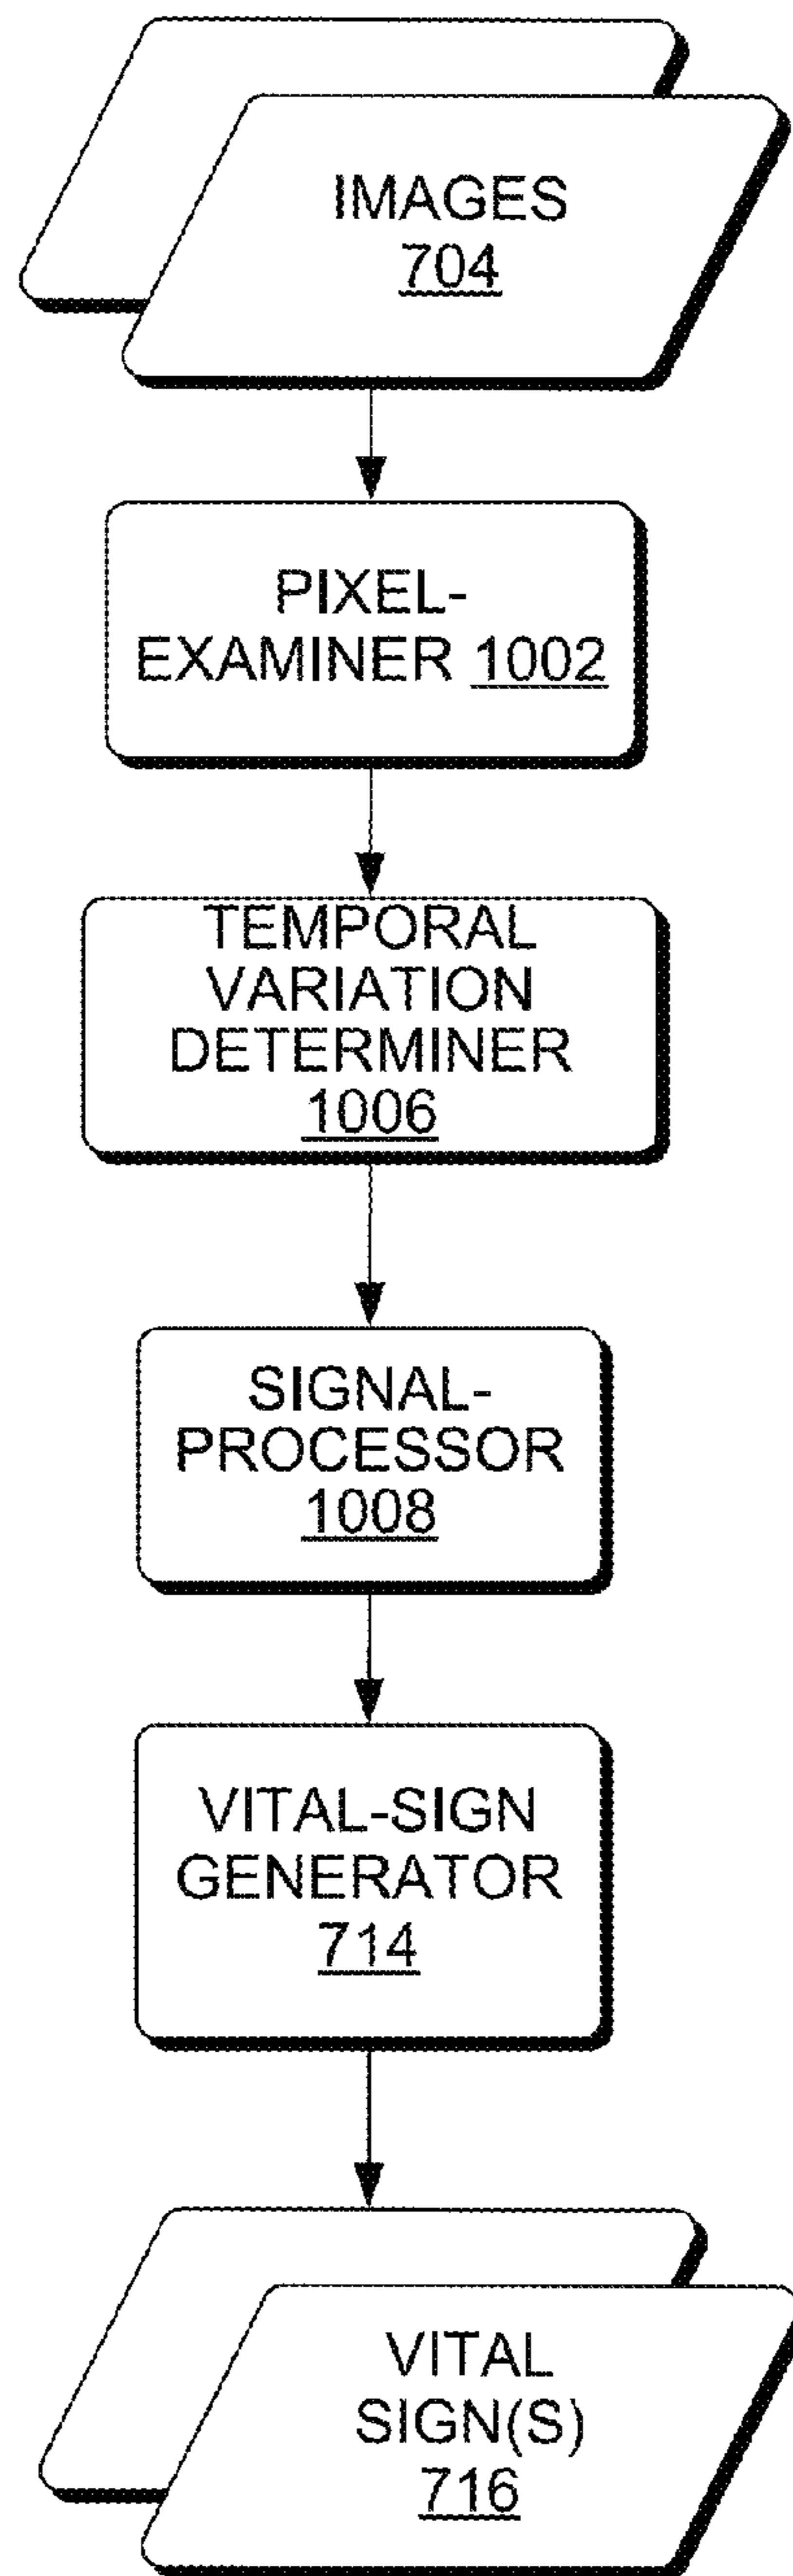 IMAGES
704
PIXEL-
EXAMINER 1002
TEMPORAL
VARIATION
DETERMINER
1006
SIGNAL-
PROCESSOR
1008
VITAL-SIGN
GENERATOR
714
VITAL
SIGN(S)
716